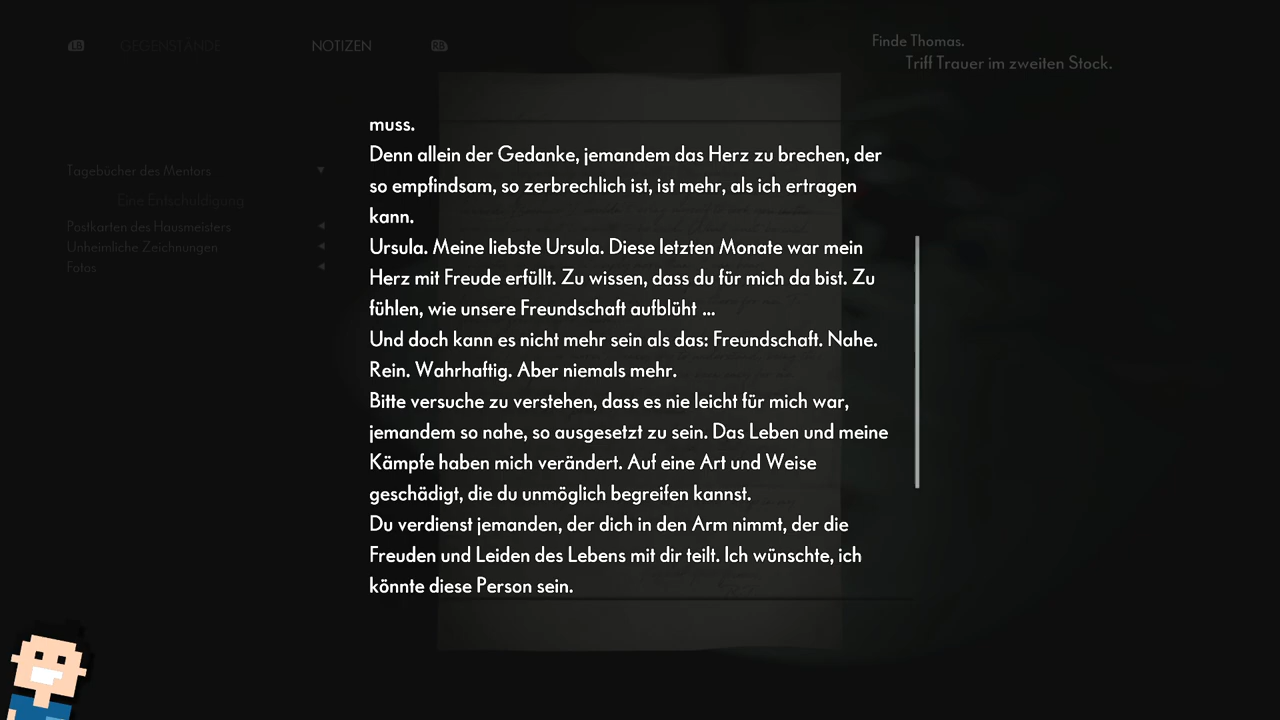 LB GEGENSTÄNDE NOTIZEN RB
Finde Thomas.
Triff Trauer im zweiten Stock.
Tagebücher des Mentors
Eine Entschuldigung
Postkarten des Hausmeisters
Unheimliche Zeichnungen
Fotos
muss.
Denn allein der Gedanke, jemandem das Herz zu brechen, der
so empfindsam, so zerbrechlich ist, ist mehr, als ich ertragen
kann.
Ursula. Meine liebste Ursula. Diese letzten Monate war mein
Herz mit Freude erfüllt. Zu wissen, dass du für mich da bist. Zu
fühlen, wie unsere Freundschaft aufblüht ...
Und doch kann es nicht mehr sein als das: Freundschaft. Nahe.
Rein. Wahrhaftig. Aber niemals mehr.
Bitte versuche zu verstehen, dass es nie leicht für mich war,
jemandem so nahe, so ausgesetzt zu sein. Das Leben und meine
Kämpfe haben mich verändert. Auf eine Art und Weise
geschädigt, die du unmöglich begreifen kannst.
Du verdienst jemanden, der dich in den Arm nimmt, der die
Freuden und Leiden des Lebens mit dir teilt. Ich wünschte, ich
könnte diese Person sein.